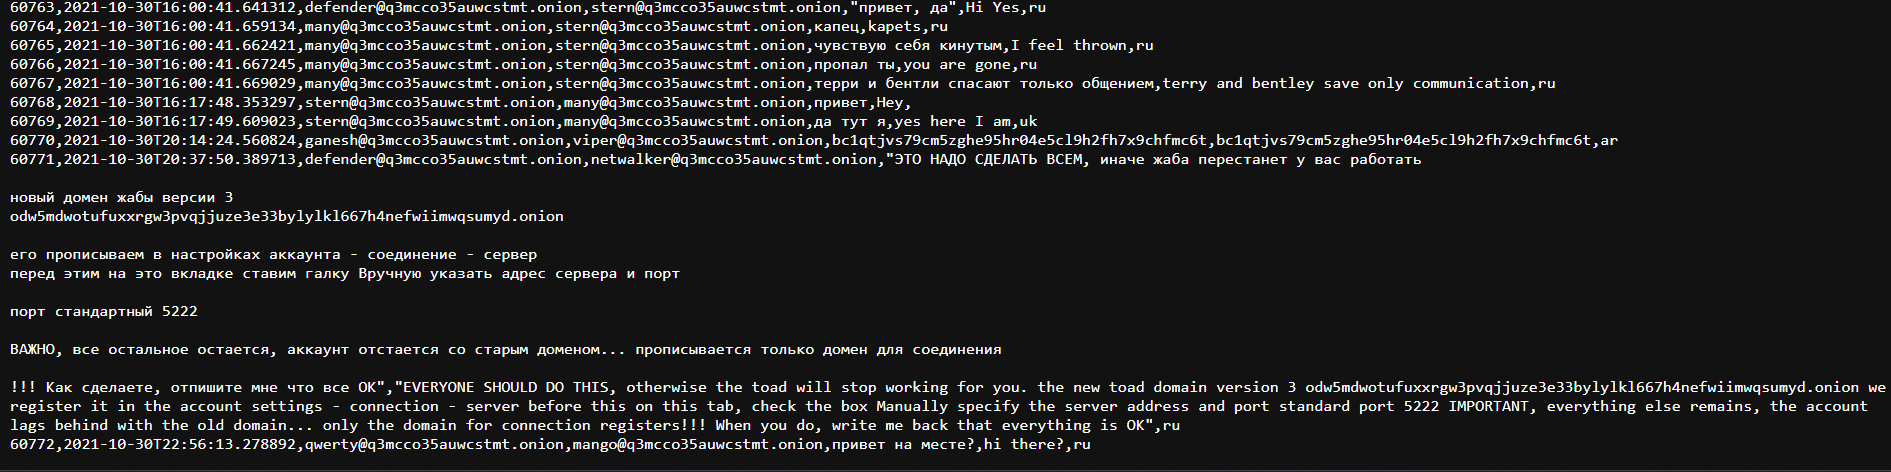 60763,2021-10-30T16:00:41.641312,defender@q3mcco35auwcstmt.onion,stern@q3mcco35auwcstmt.onion,"привет, да",Hi Yes,ru
60764,2021-10-30T16:00:41.659134,many@q3mcco35auwcstmt.onion,stern@q3mcco35auwcstmt.onion,капец,kapets,ru
60765,2021-10-30T16:00:41.662421,many@q3mcco35auwcstmt.onion,stern@q3mcco35auwcstmt.onion,чувствую себя кинутым,I feel thrown,ru
60766,2021-10-30T16:00:41.667245,many@q3mcco35auwcstmt.onion,stern@q3mcco35auwcstmt.onion,пропал ты,you are gone,ru
60767,2021-10-30T16:00:41.669029,many@q3mcco35auwcstmt.onion,stern@q3mcco35auwcstmt.onion,терри и бентли спасают только общением,terry and bentley save only communication,ru
60768,2021-10-30T16:17:48.353297,stern@q3mcco35auwcstmt.onion,many@q3mcco35auwcstmt.onion,привет,Hey,
60769,2021-10-30T16:17:49.609023,stern@q3mcco35auwcstmt.onion,many@q3mcco35auwcstmt.onion,да тут я,yes here I am,uk
60770,2021-10-30T20:14:24.560824,ganesh@q3mcco35auwcstmt.onion,viper@q3mcco35auwcstmt.onion,bc1qtjvs79cm5zghe95hr04e5cl9h2fh7x9chfmc6t,bc1qtjvs79cm5zghe95hr04e5cl9h2fh7x9chfmc6t,ar
60771,2021-10-30T20:37:50.389713,defender@q3mcco35auwcstmt.onion,netwalker@q3mcco35auwcstmt.onion,"ЭТО НАДО СДЕЛАТЬ ВСЕМ, иначе жаба перестанет у вас работать
новый домен жабы версии 3
odw5mdwotufuxxrgw3pvqjjuze3e33bylylkl667h4nefwiimwqsumyd.onion
его прописываем в настройках аккаунта - соединение - сервер
перед этим на это вкладке ставим галку Вручную указать адрес сервера и порт
порт стандартный 5222
ВАЖНО, все остальное остается, аккаунт отстается со старым доменом... прописывается только домен для соединения
!!! Как сделаете, отпишите мне что все ОК","EVERYONE SHOULD DO THIS, otherwise the toad will stop working for you. the new toad domain version 3 odw5mdwotufuxxrgw3pvqjjuze3e33bylylkl667h4nefwiimwqsumyd.onion we
register it in the account settings - connection - server before this on this tab, check the box Manually specify the server address and port standard port 5222 IMPORTANT, everything else remains, the account
lags behind with the old domain... only the domain for connection registers!!! When you do, write me back that everything is OK",ru
60772,2021-10-30T22:56:13.278892,qwerty@q3mcco35auwcstmt.onion,mango@q3mcco35auwcstmt.onion,привет на месте?,hi there?,ru